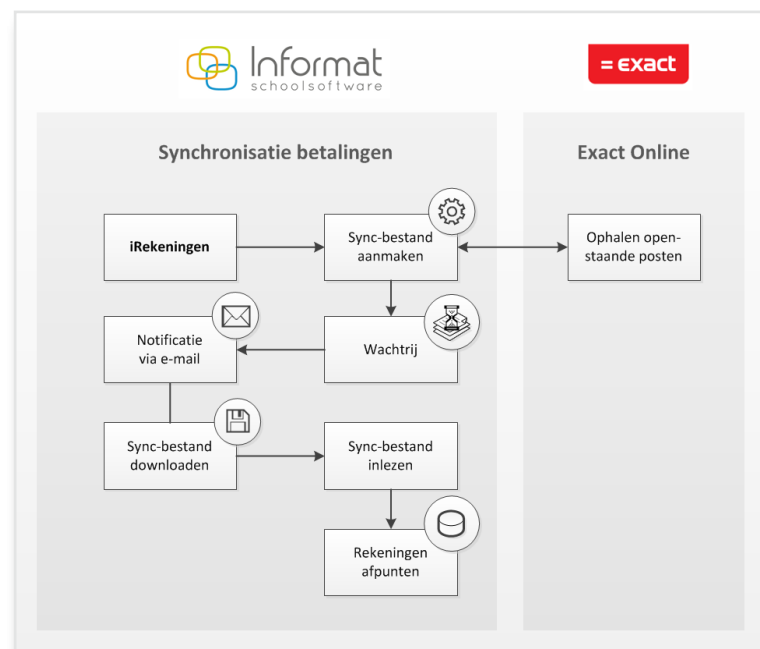 Informat
schoolsoftware
= exact
Synchronisatie betalingen
Exact Online
iRekeningen
Sync-bestand
aanmaken
Ophalen open-
staande posten
Notificatie
via e-mail
Wachtrij
Sync-bestand
downloaden
Sync-bestand
inlezen
Rekeningen
afpunten